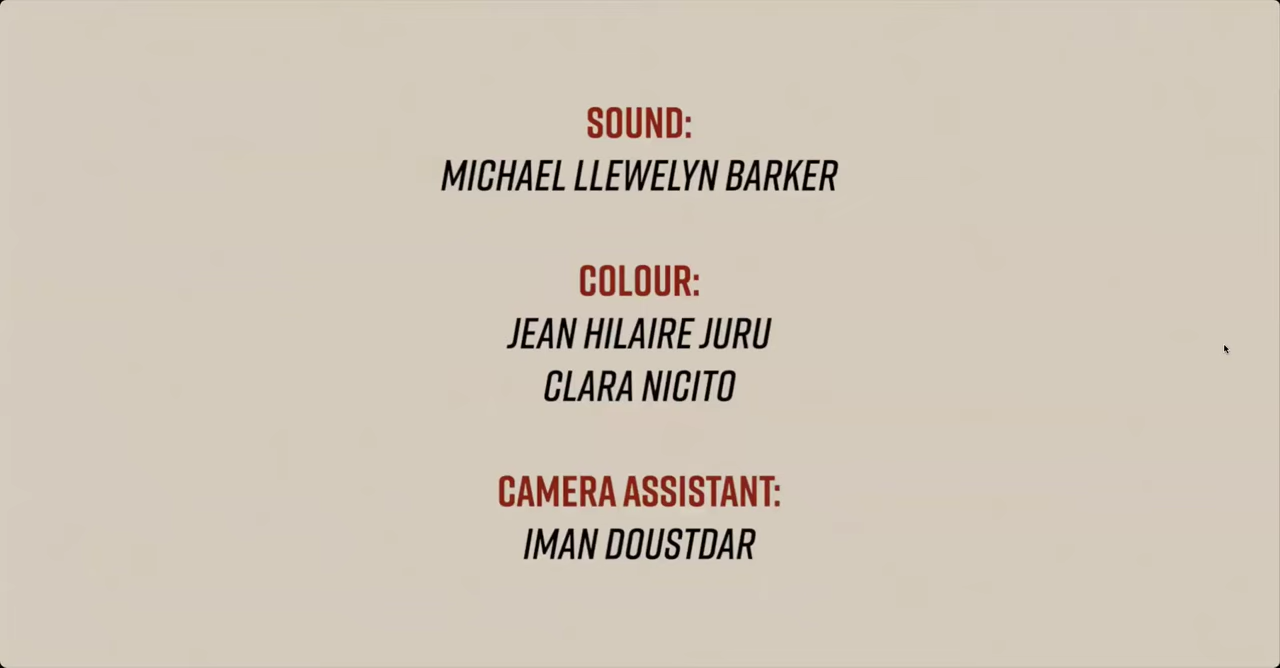 SOUND:
MICHAEL LLEWELYN BARKER
COLOUR:
JEAN HILAIRE JURU
CLARA NICITO
CAMERA ASSISTANT:
IMAN DOUSTDAR